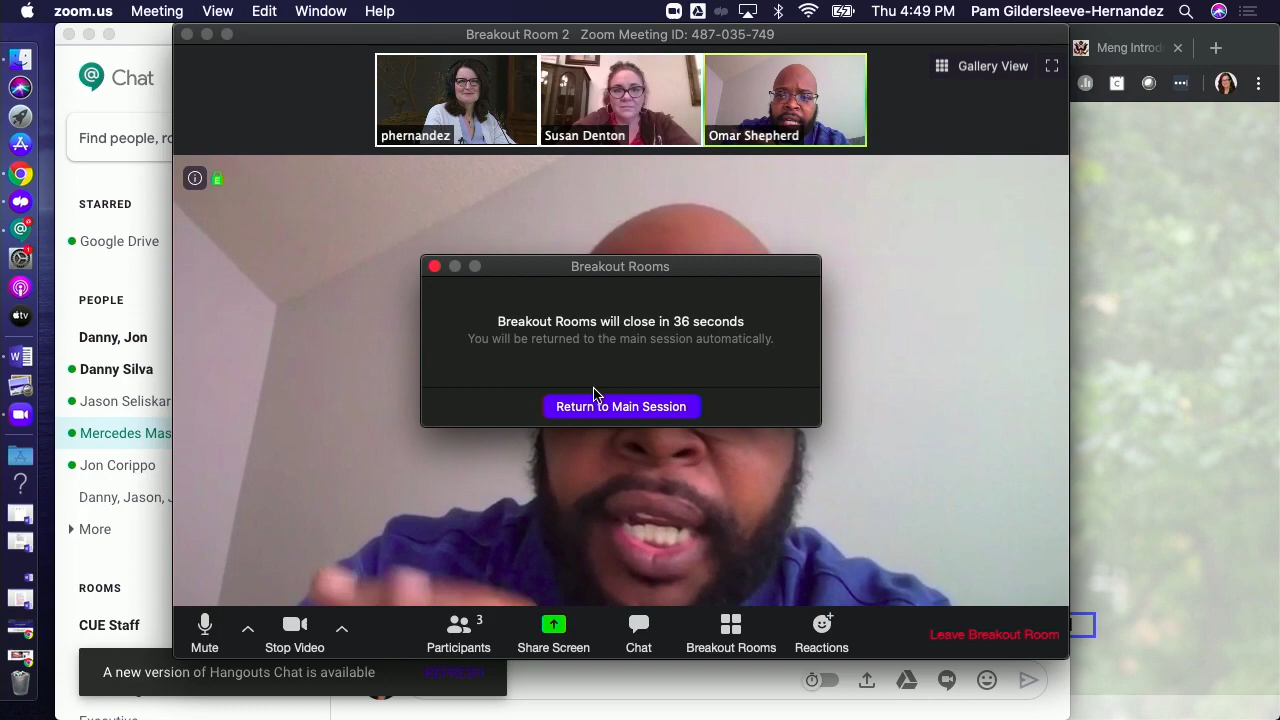 zoom.us Meeting View Edit Window Help
Thu 4:49 PM Pam Gildersleeve-Hernandez
Breakout Room 2 Zoom Meeting ID: 487-035-749
Meng Introd
Chat
Gallery View
phernandez
Susan Denton
Omar Shepherd
Find people, ro
STARRED
Google Drive
PEOPLE
Danny, Jon
Danny Silva
Jason Seliskar
Mercedes Mas
Jon Corippo
Danny, Jason, J
More
ROOMS
CUE Staff
Breakout Rooms
Breakout Rooms will close in 36 seconds
You will be returned to the main session automatically.
Return to Main Session
Mute
Stop Video
3
Participants
Share Screen
Chat
Breakout Rooms
Reactions
Leave Breakout Room
A new version of Hangouts Chat is available
REFRESH
Executive
tv